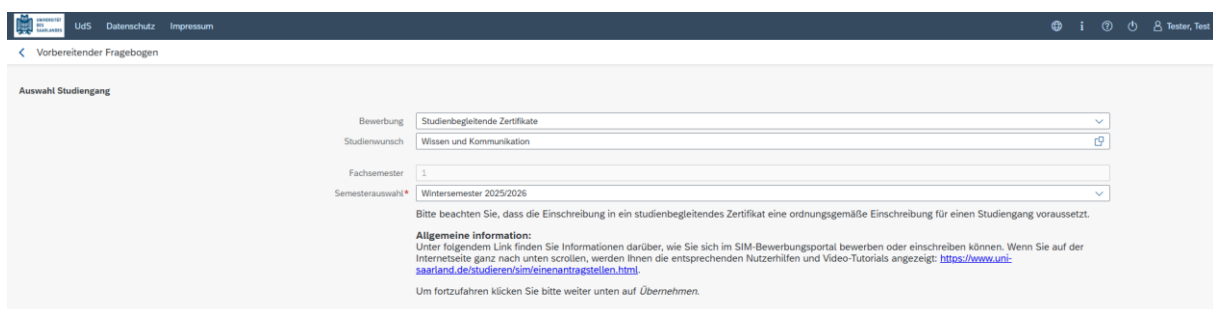 UNIVERSITÄT
DES
SAARLANDES
UdS Datenschutz Impressum
Tester, Test
Vorbereitender Fragebogen
Auswahl Studiengang
Bewerbung Studienbegleitende Zertifikate
Studienwunsch Wissen und Kommunikation
Fachsemester 1
Semesterauswahl* Wintersemester 2025/2026
Bitte beachten Sie, dass die Einschreibung in ein studienbegleitendes Zertifikat eine ordnungsgemäße Einschreibung für einen Studiengang voraussetzt.
Allgemeine information:
Unter folgendem Link finden Sie Informationen darüber, wie Sie sich im SIM-Bewerbungsportal bewerben oder einschreiben können. Wenn Sie auf der
Internetseite ganz nach unten scrollen, werden Ihnen die entsprechenden Nutzerhilfen und Video-Tutorials angezeigt: https://www.uni-
saarland.de/studieren/sim/einenantragstellen.html.
Um fortzufahren klicken Sie bitte weiter unten auf Übernehmen.